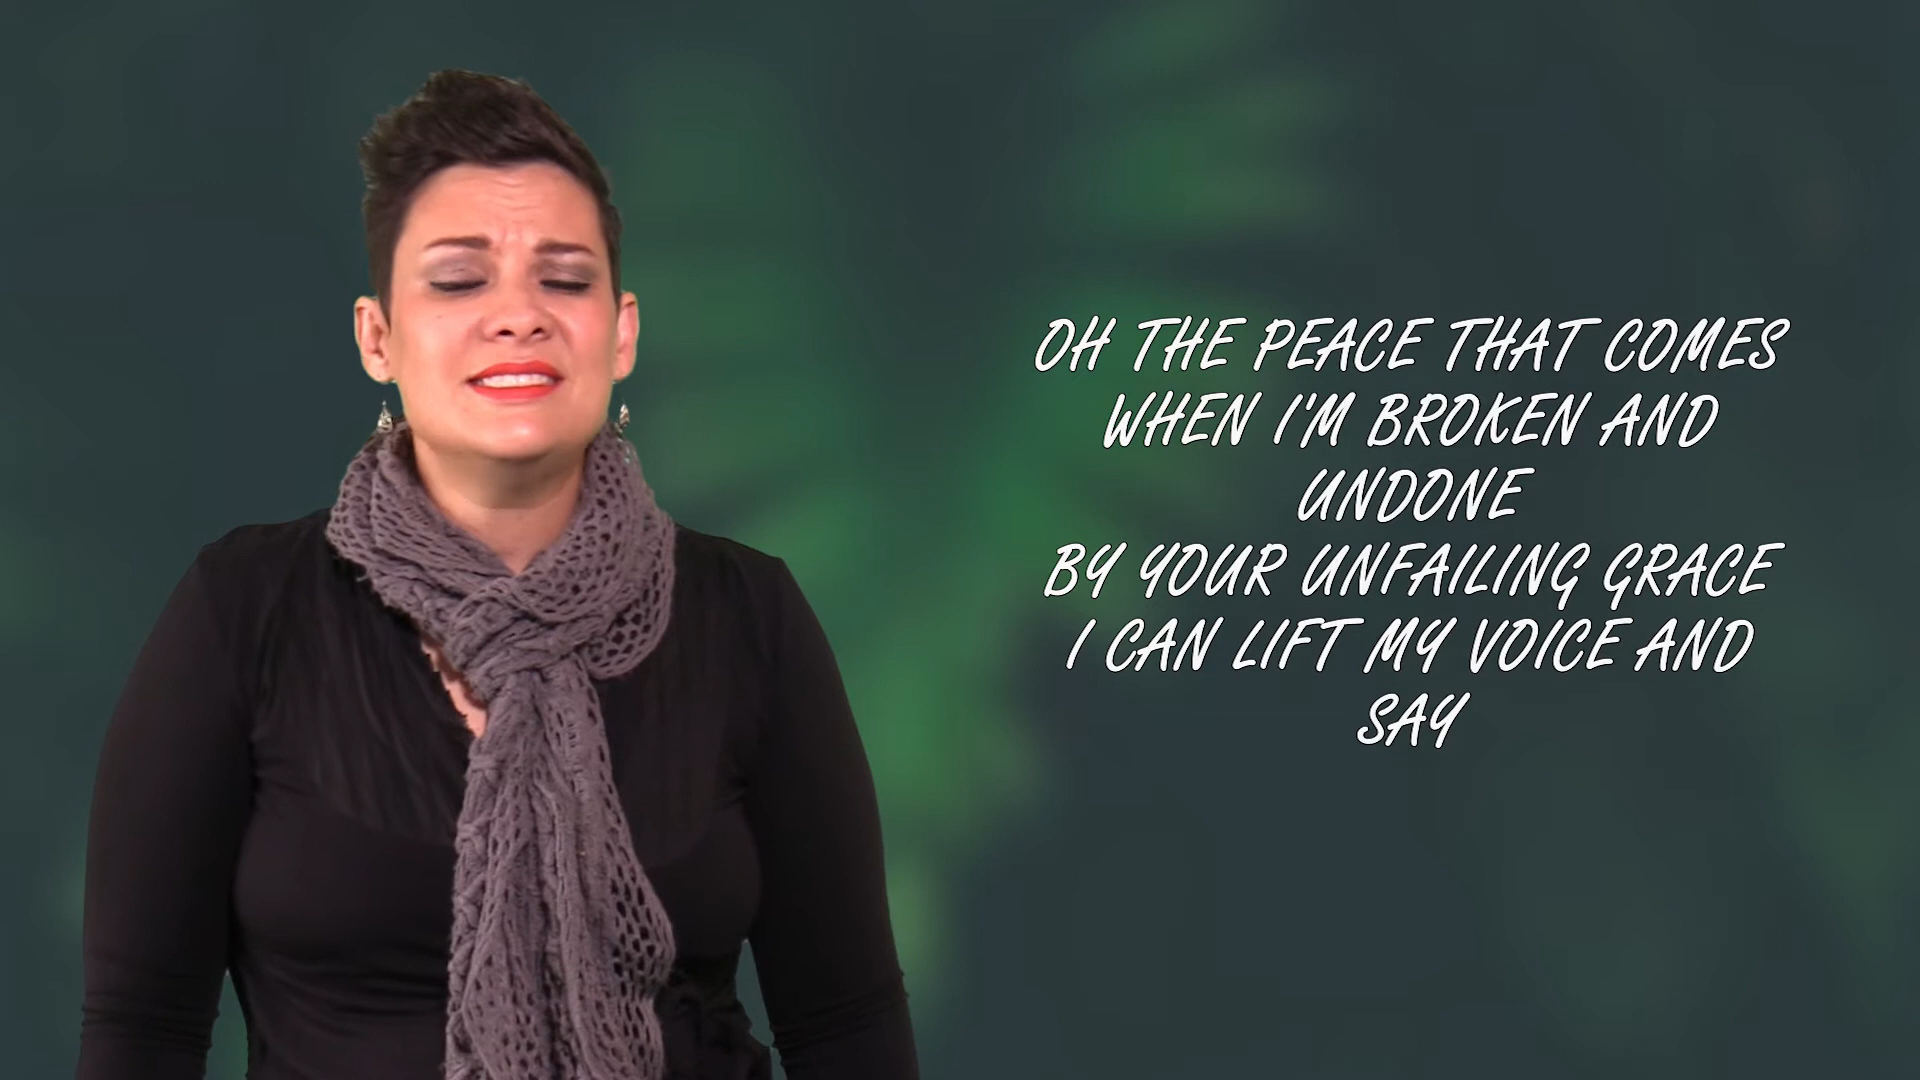 OH THE PEACE THAT COMES
WHEN I'M BROKEN AND
UNDONE
BY YOUR UNFAILING GRACE
I CAN LIFT MY VOICE AND
SAY